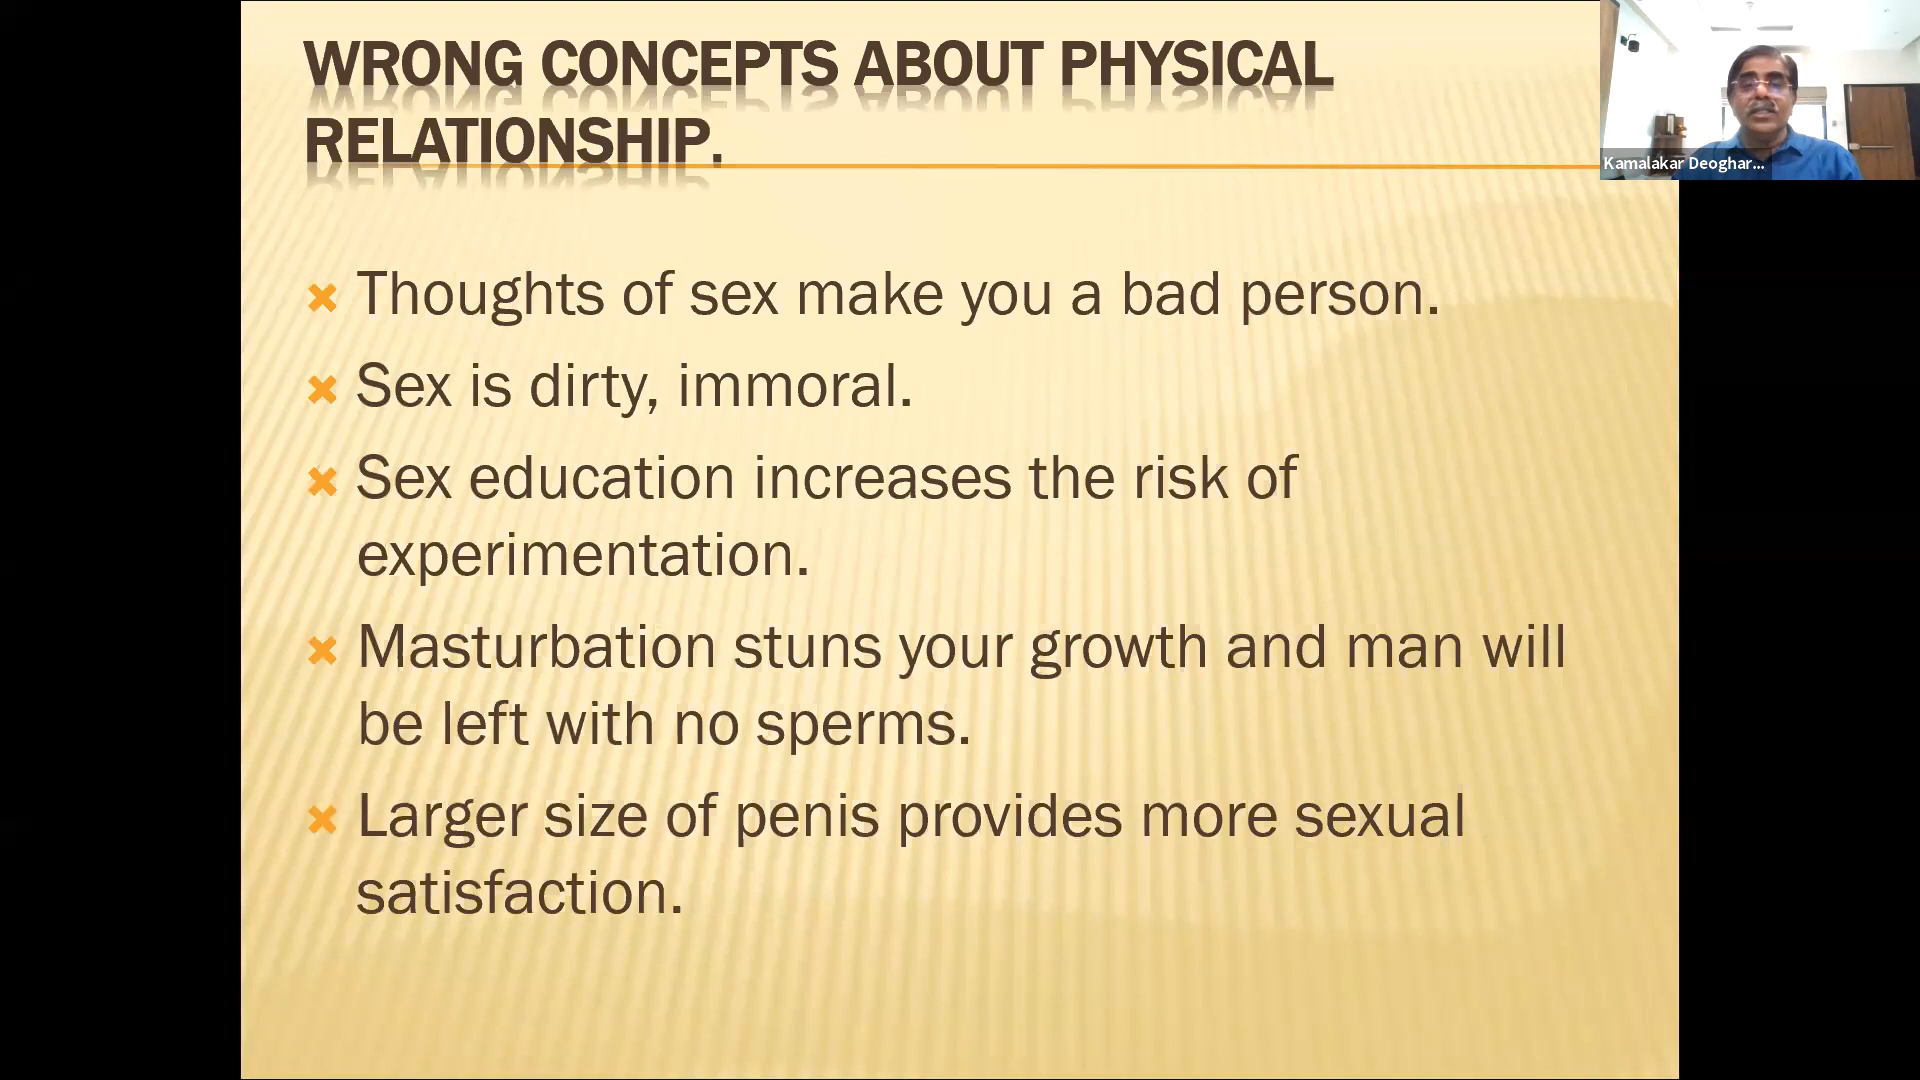 WRONG CONCEPTS ABOUT PHYSICAL
RELATIONSHIP.
Thoughts of sex make you a bad person.
Sex is dirty, immoral.
Sex education increases the risk of
experimentation.
Masturbation stuns your growth and man will
be left with no sperms.
Larger size of penis provides more sexual
satisfaction.
Kamalakar Deoghar...